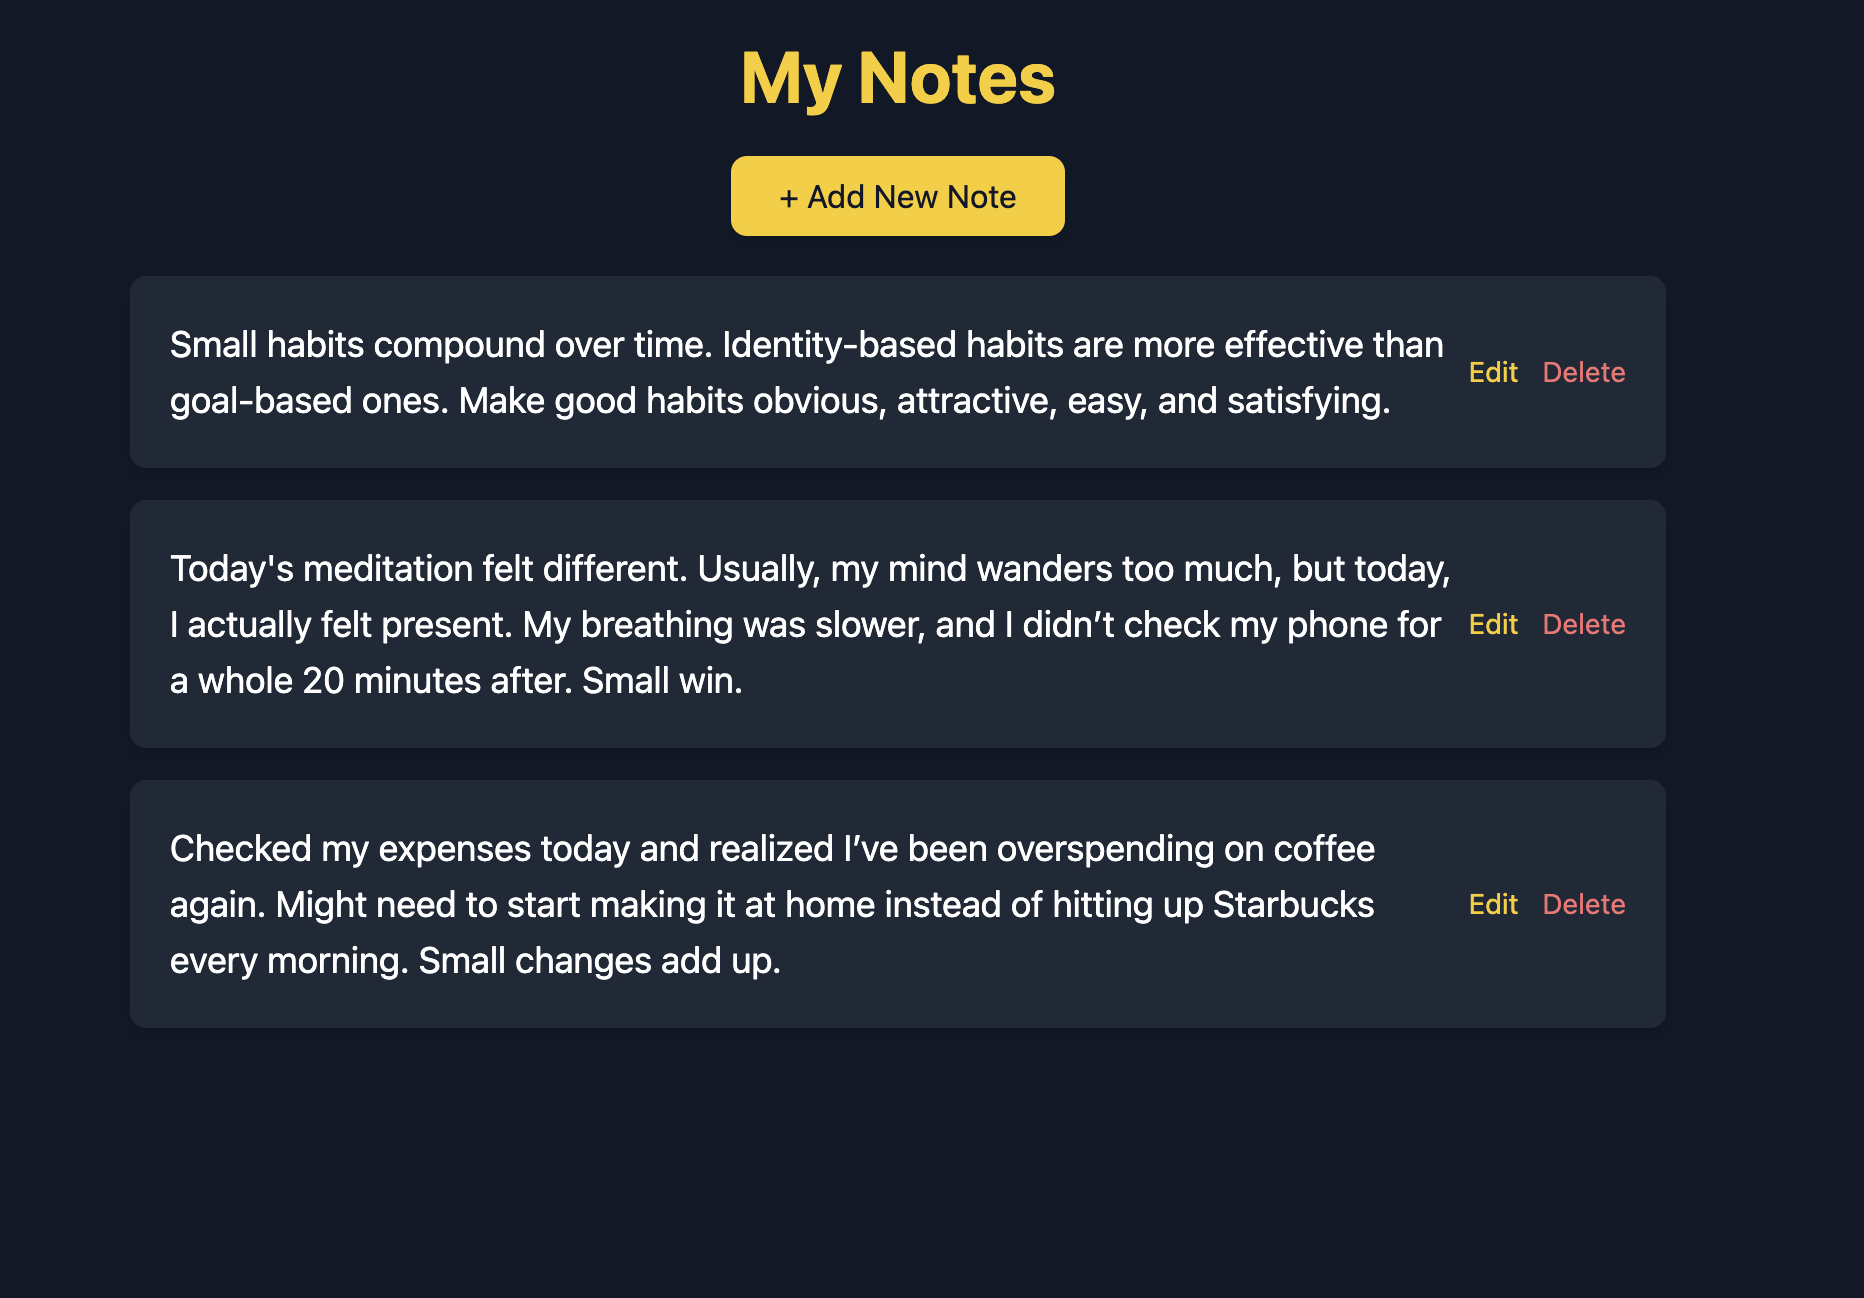 My Notes
+ Add New Note
Small habits compound over time. Identity-based habits are more effective than
goal-based ones. Make good habits obvious, attractive, easy, and satisfying.
Edit Delete
Today's meditation felt different. Usually, my mind wanders too much, but today,
I actually felt present. My breathing was slower, and I didn’t check my phone for
a whole 20 minutes after. Small win.
Edit Delete
Checked my expenses today and realized I’ve been overspending on coffee
again. Might need to start making it at home instead of hitting up Starbucks
every morning. Small changes add up.
Edit Delete